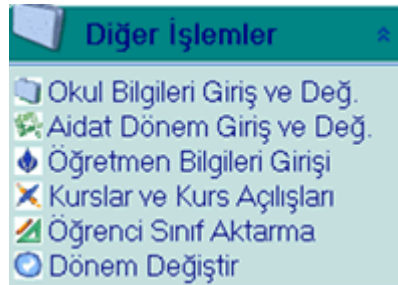 Diğer İşlemler
Okul Bilgileri Giriş ve Değ.
Aidat Dönem Giriş ve Değ.
Öğretmen Bilgileri Girişi
Kurslar ve Kurs Açılışları
Öğrenci Sınıf Aktarma
Dönem Değiştir